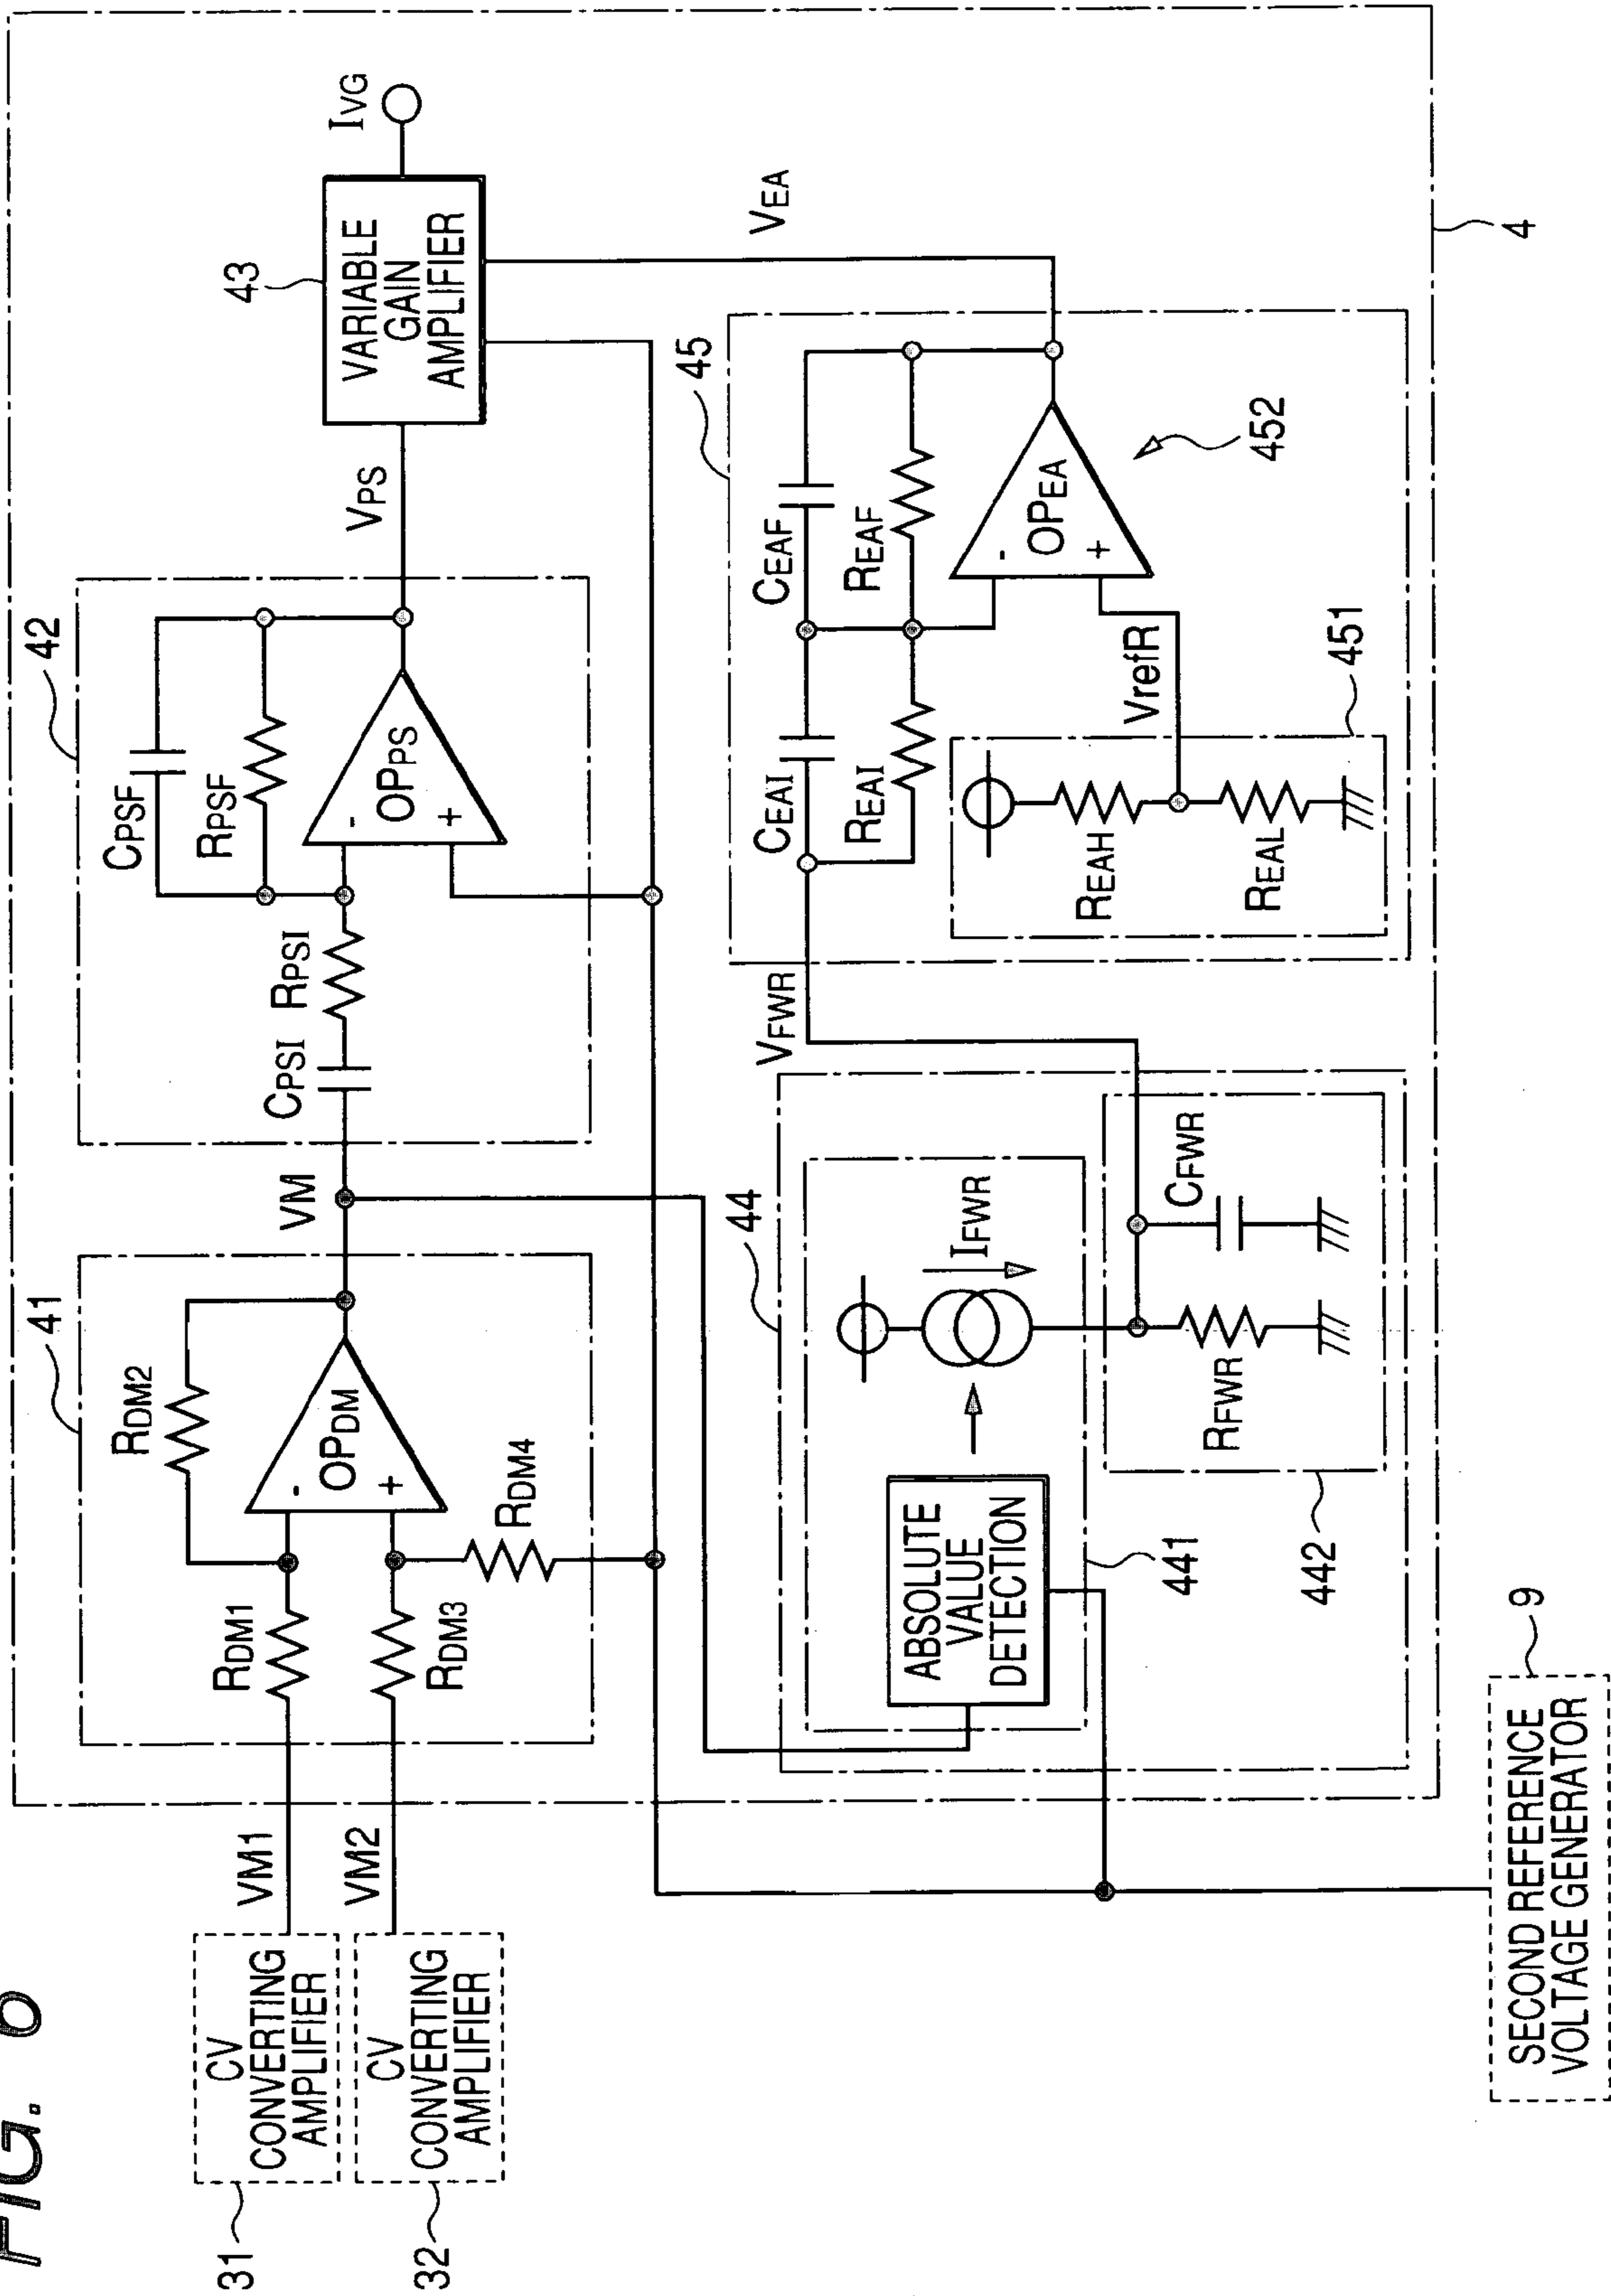 FIG. 6
31
CV
CONVERTING
AMPLIFIER
32
CV
CONVERTING
AMPLIFIER
VM1
VM2
41
RDM1
RDM2
RDM3
RDM4
OPDM
-
+
VM
42
CPSI
RPSI
CPSF
RPSF
OPPS
-
+
VPS
43
VARIABLE
GAIN
AMPLIFIER
IVG
44
ABSOLUTE
VALUE
DETECTION
IFWR
441
RFWR
CFWR
442
VFWR
45
CEAI
REAI
CEAF
REAF
OPEA
-
+
452
VrefR
REAH
REAL
451
VEA
4
9
SECOND REFERENCE
VOLTAGE GENERATOR